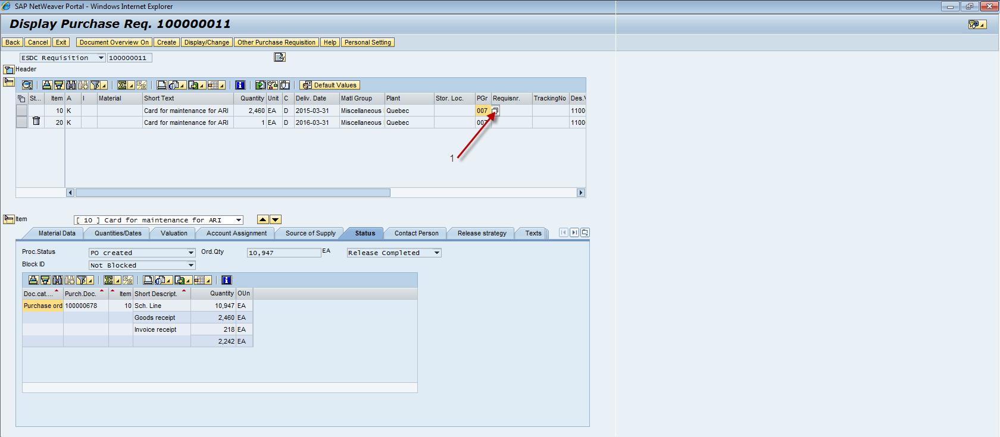 SAP NetWeaver Portal - Windows Internet Explorer
Display Purchase Req. 100000011
Back Cancel Exit Document Overview On Create Display/Change Other Purchase Requisition Help Personal Setting
ESDC Requisition 100000011
Header
Default Values
St... Item A I Material Short Text Quantity Unit C Deliv. Date Matl Group Plant Stor. Loc. PGr Requisnr. TrackingNo Des.
10 K Card for maintenance for ARI 2,460 EA D 2015-03-31 Miscellaneous Quebec 007 1100
20 K Card for maintenance for ARI 1 EA D 2016-03-31 Miscellaneous Quebec 007 1100
1
Item [ 10 ] Card for maintenance for ARI
Material Data Quantities/Dates Valuation Account Assignment Source of Supply Status Contact Person Release strategy Texts
Proc.Status PO created Ord.Qty 10,947 EA Release Completed
Block ID Not Blocked
Doc.cat.... Purch.Doc. Item Short Descript. Quantity OUn
Purchase ord 100000678 10 Sch. Line 10,947 EA
Goods receipt 2,460 EA
Invoice receipt 218 EA
2,242 EA